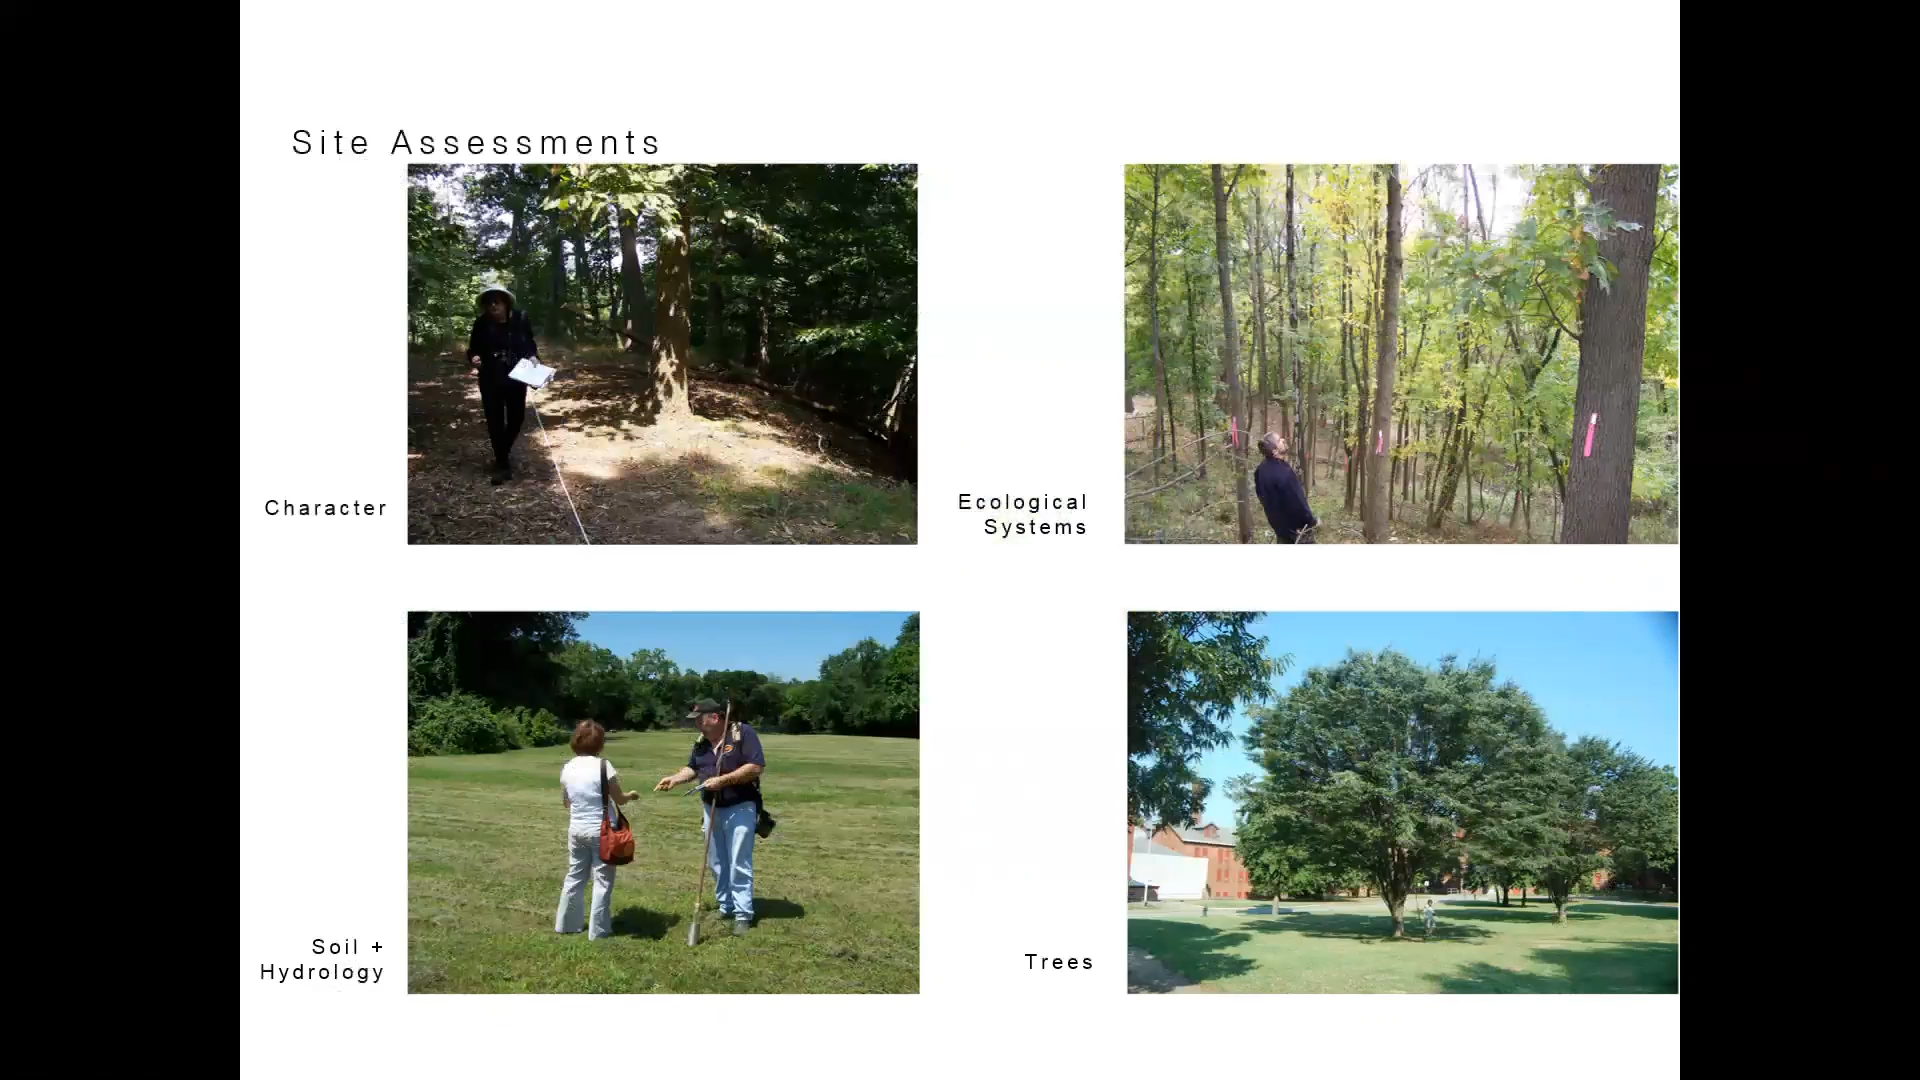 Site Assessments
Character
Ecological
Systems
Soil +
Hydrology
Trees